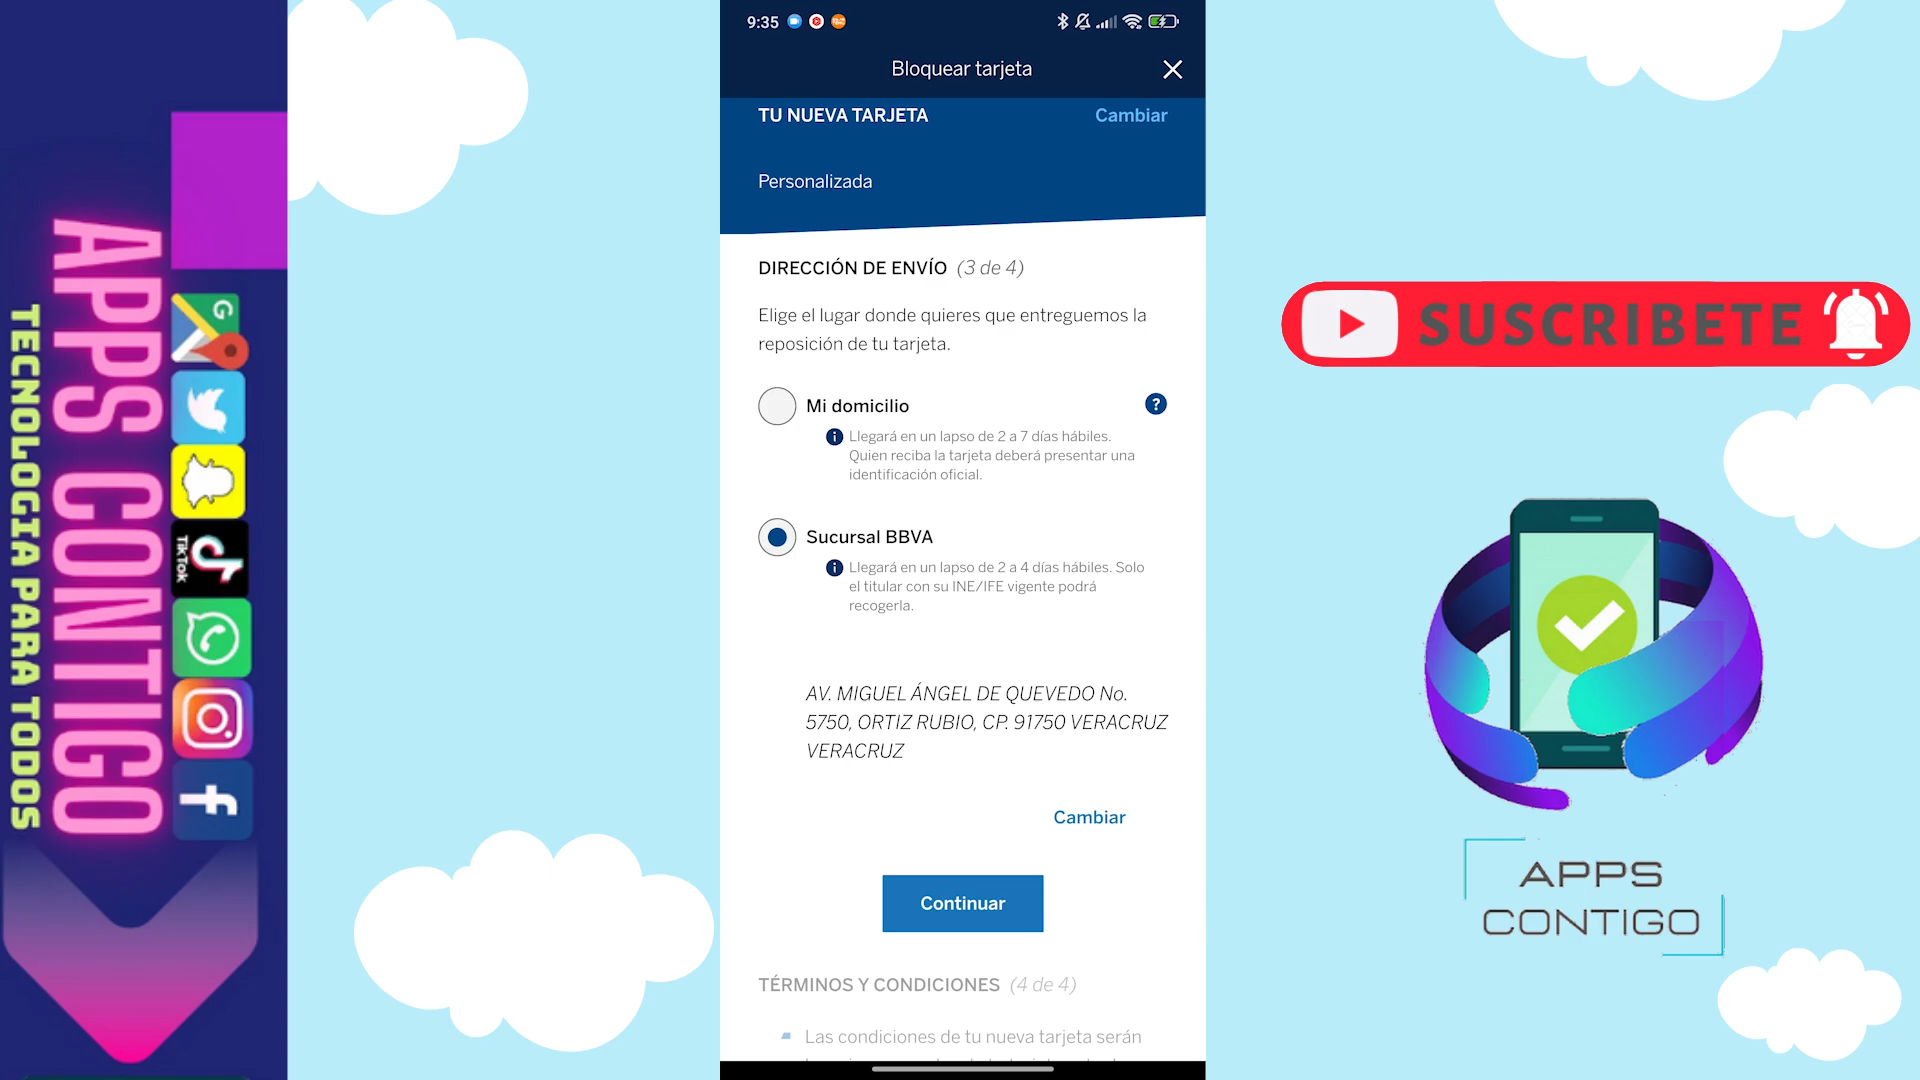 APPS CONTIGO
TECNOLOGIA PARA TODOS
G
TikTok
9:35
Bloquear tarjeta
TU NUEVA TARJETA
Cambiar
Personalizada
DIRECCIÓN DE ENVÍO (3 de 4)
Elige el lugar donde quieres que entreguemos la
reposición de tu tarjeta.
Mi domicilio
?
Llegará en un lapso de 2 a 7 días hábiles.
Quien reciba la tarjeta deberá presentar una
identificación oficial.
Sucursal BBVA
Llegará en un lapso de 2 a 4 días hábiles. Solo
el titular con su INE/IFE vigente podrá
recogerla.
AV. MIGUEL ÁNGEL DE QUEVEDO No.
5750, ORTIZ RUBIO, CP. 91750 VERACRUZ
VERACRUZ
Cambiar
Continuar
TÉRMINOS Y CONDICIONES (4 de 4)
Las condiciones de tu nueva tarjeta serán
SUSCRIBETE
APPS
CONTIGO